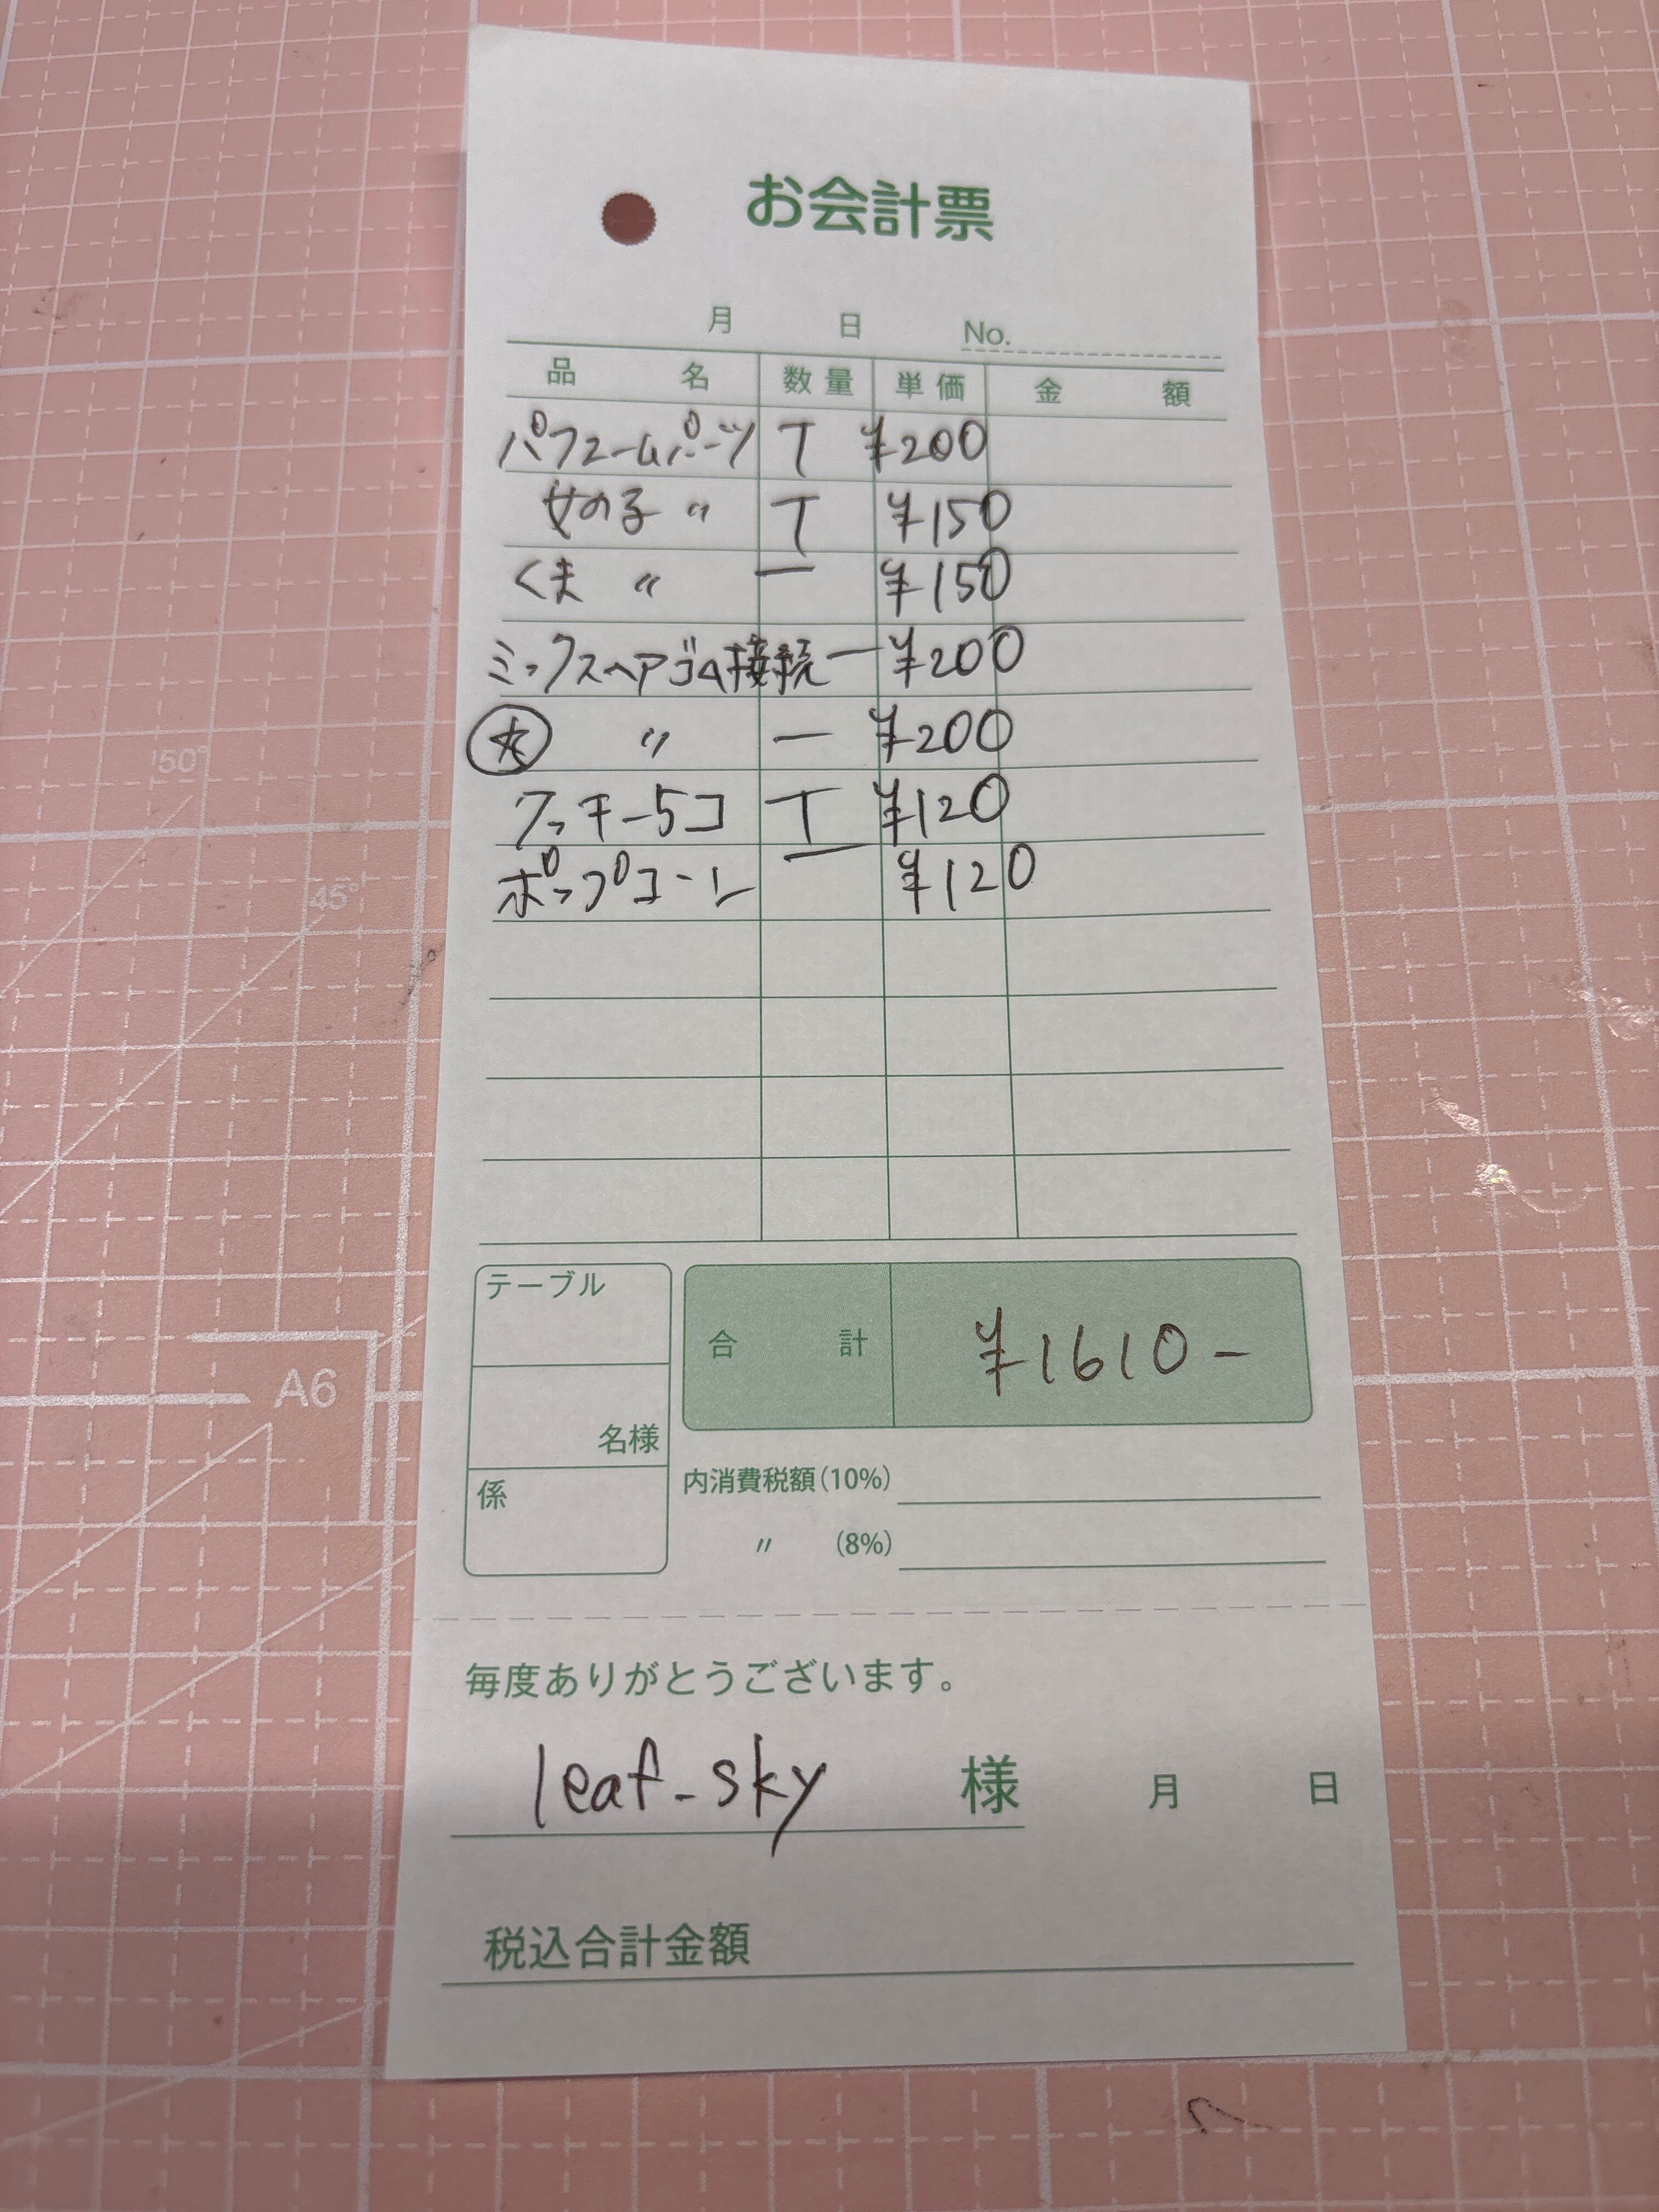 お会計票
月 日 No.
品名 数量 単価 金額
パフュームパーツ T ¥200
女の子 〃 T ¥150
くま 〃 一 ¥150
ミックスヘアゴム接続 一 ¥200
☆ 〃 一 ¥200
クッキー5コ T ¥120
ポップコーン 一 ¥120
テーブル
合計 ¥1610-
名様
係
内消費税額(10%)
〃 (8%)
毎度ありがとうございます。
leaf-sky 様 月 日
税込合計金額
50°
45°
A6